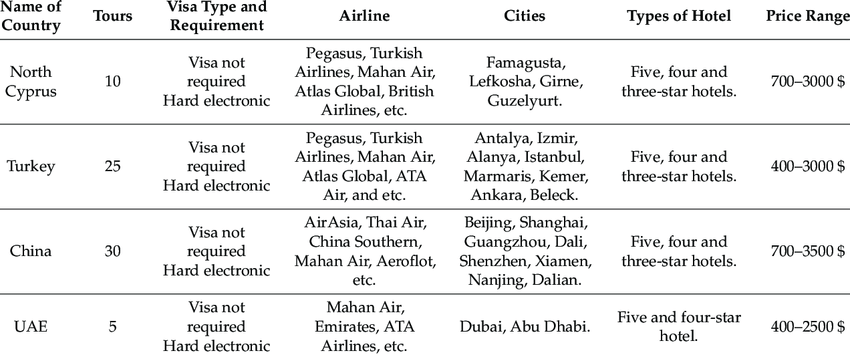 Name of Country Tours Visa Type and Requirement Airline Cities Types of Hotel Price Range
North Cyprus 10 Visa not required Hard electronic Pegasus, Turkish Airlines, Mahan Air, Atlas Global, British Airlines, etc. Famagusta, Lefkosha, Girne, Guzelyurt. Five, four and three-star hotels. 700–3000 $
Turkey 25 Visa not required Hard electronic Pegasus, Turkish Airlines, Mahan Air, Atlas Global, ATA Air, and etc. Antalya, Izmir, Alanya, Istanbul, Marmaris, Kemer, Ankara, Beleck. Five, four and three-star hotels. 400–3000 $
China 30 Visa not required Hard electronic AirAsia, Thai Air, China Southern, Mahan Air, Aeroflot, etc. Beijing, Shanghai, Guangzhou, Dali, Shenzhen, Xiamen, Nanjing, Dalian. Five, four and three-star hotels. 700–3500 $
UAE 5 Visa not required Hard electronic Mahan Air, Emirates, ATA Airlines, etc. Dubai, Abu Dhabi. Five and four-star hotel. 400–2500 $